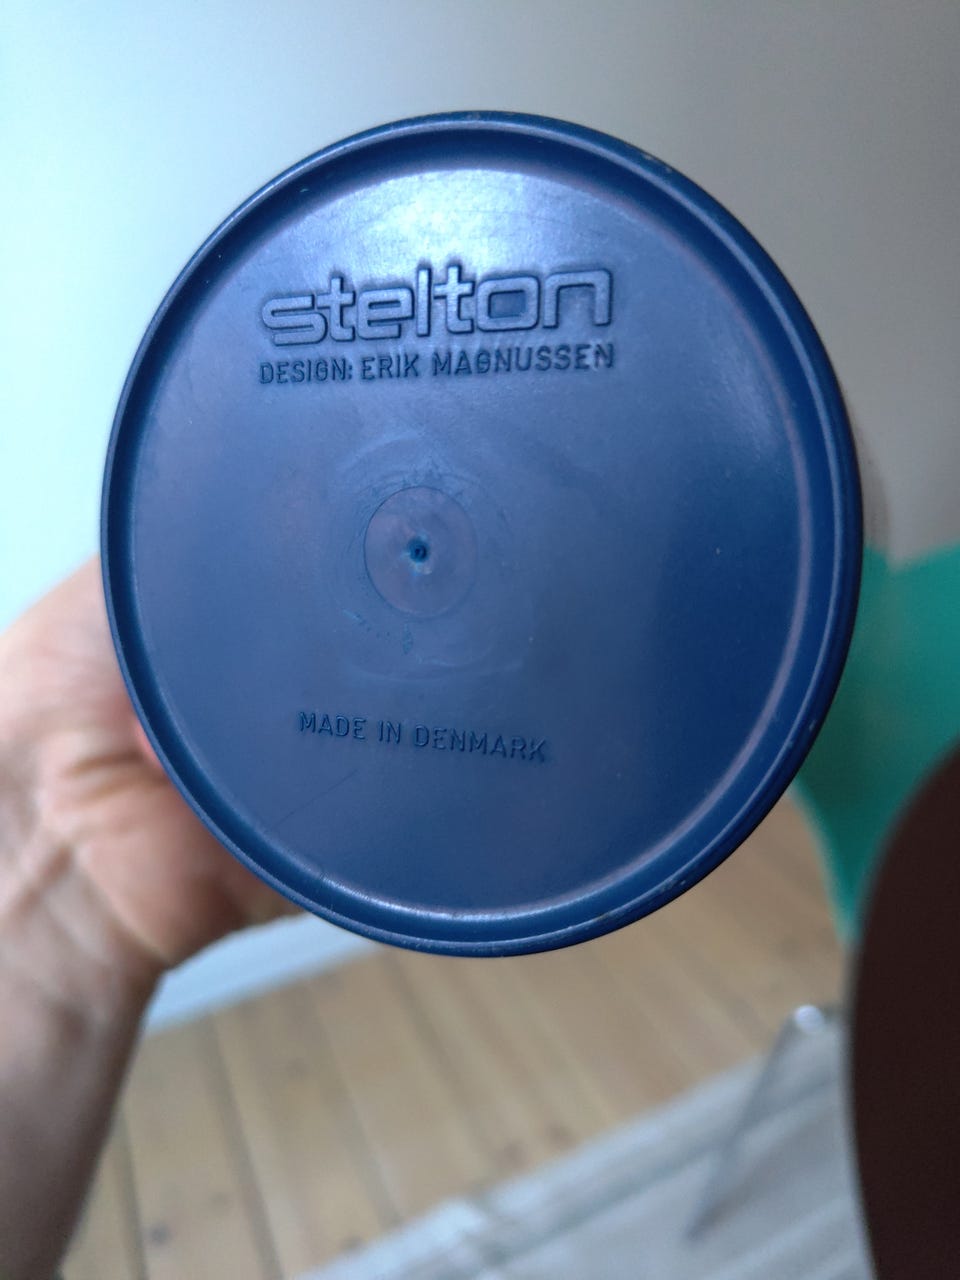 stelton
DESIGN: ERIK MAGNUSSEN
MADE IN DENMARK